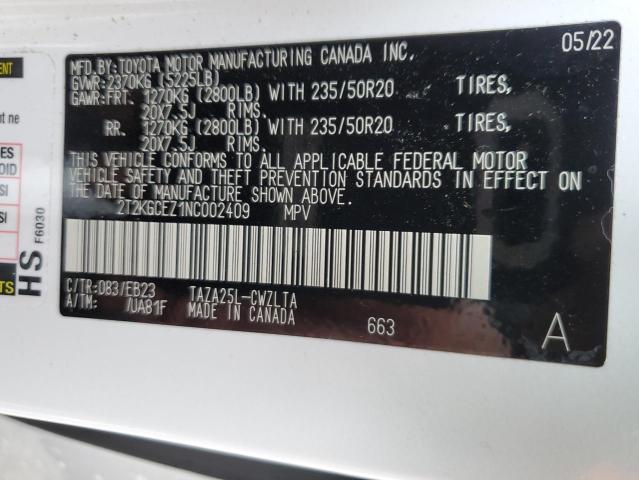 MFD.BY:TOYOTA MOTOR MANUFACTURING CANADA INC. 05/22
GVWR:2370KG (5225LB)
GAWR:FRT. 1270KG (2800LB) WITH 235/50R20 TIRES,
20X7.5J RIMS.
RR. 1270KG (2800LB) WITH 235/50R20 TIRES,
20X7.5J RIMS.
THIS VEHICLE CONFORMS TO ALL APPLICABLE FEDERAL MOTOR
VEHICLE SAFETY AND THEFT PREVENTION STANDARDS IN EFFECT ON
THE DATE OF MANUFACTURE SHOWN ABOVE.
2T2KGCEZ1NC002409 MPV
C/TR:083/EB23 TAZA25L-CWZLTA
A/TM: /UA81F MADE IN CANADA
663 A
HS F6030